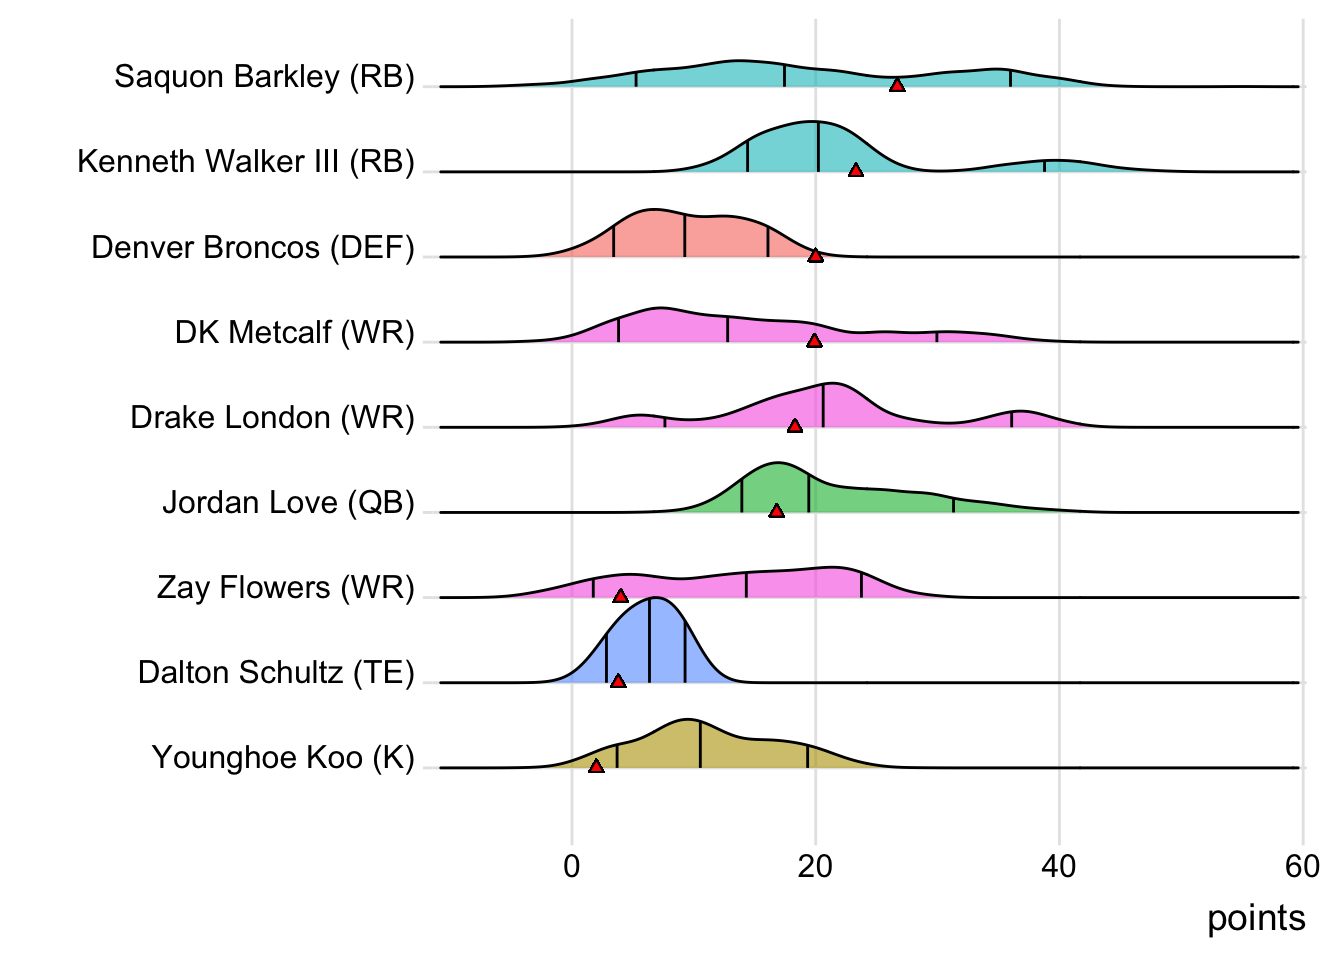 Saquon Barkley (RB)
Kenneth Walker III (RB)
Denver Broncos (DEF)
DK Metcalf (WR)
Drake London (WR)
Jordan Love (QB)
Zay Flowers (WR)
Dalton Schultz (TE)
Younghoe Koo (K)
0 20 40 60
points